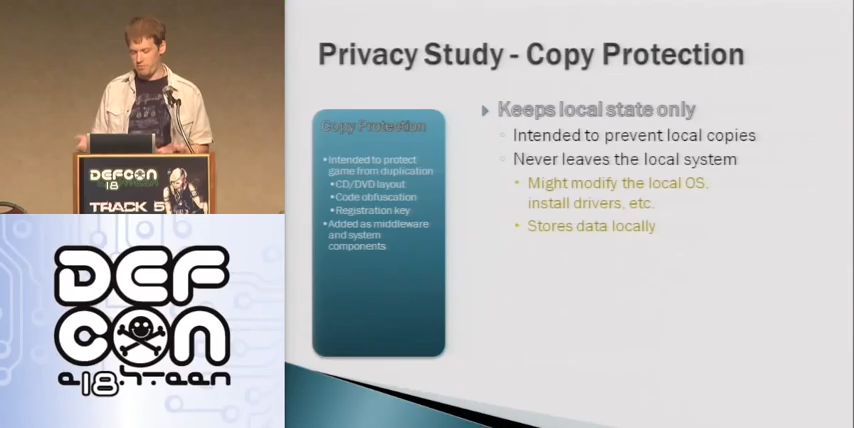 Privacy Study - Copy Protection
Copy Protection
•Intended to protect
game from duplication
•CD/DVD layout
•Code obfuscation
•Registration key
•Added as middleware
and system
components
Keeps local state only
Intended to prevent local copies
Never leaves the local system
Might modify the local OS,
install drivers, etc.
Stores data locally
DEFCON
18
TRACK 5
DEF
CON
e18hteen